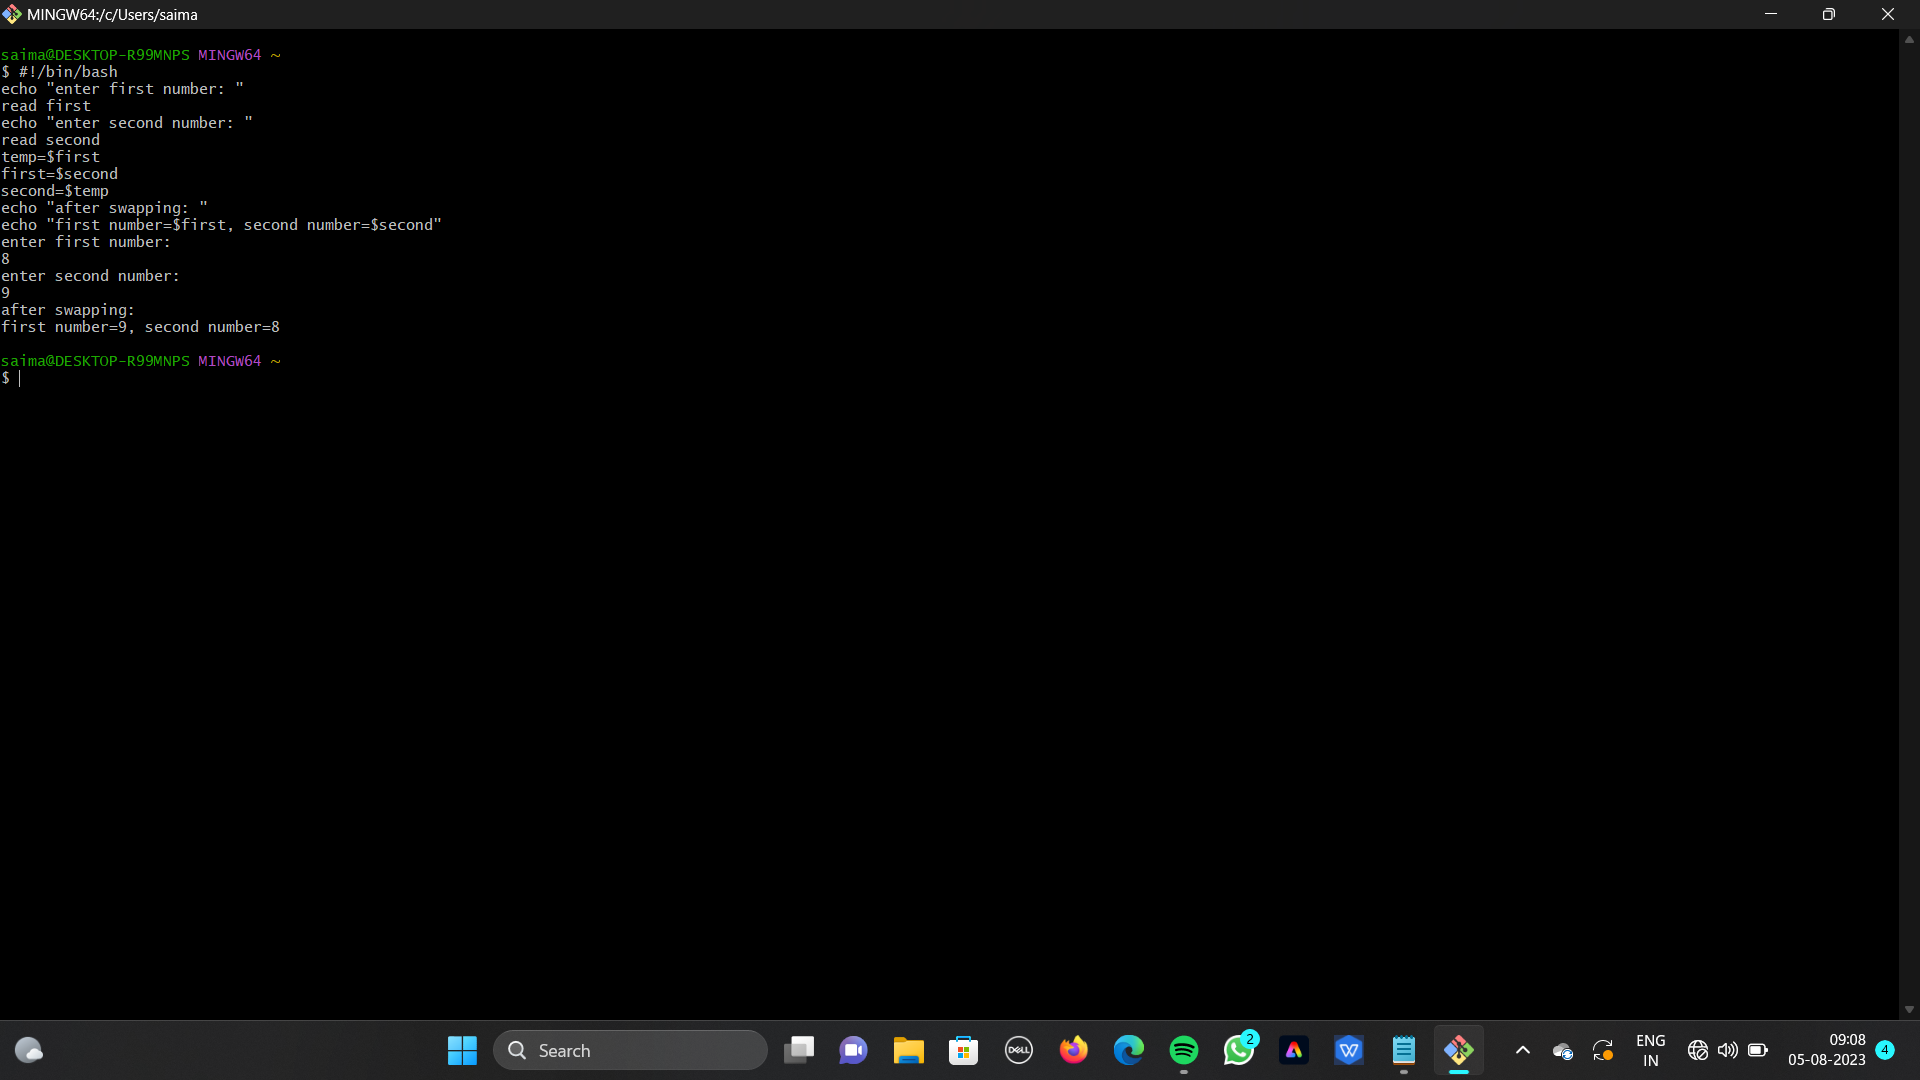 MINGW64:/c/Users/saima
saima@DESKTOP-R99MNPS MINGW64 ~
$ #!/bin/bash
echo "enter first number: "
read first
echo "enter second number: "
read second
temp=$first
first=$second
second=$temp
echo "after swapping: "
echo "first number=$first, second number=$second"
enter first number:
8
enter second number:
9
after swapping:
first number=9, second number=8
saima@DESKTOP-R99MNPS MINGW64 ~
$
Search
DELL
2
W
ENG
IN
09:08
05-08-2023
4